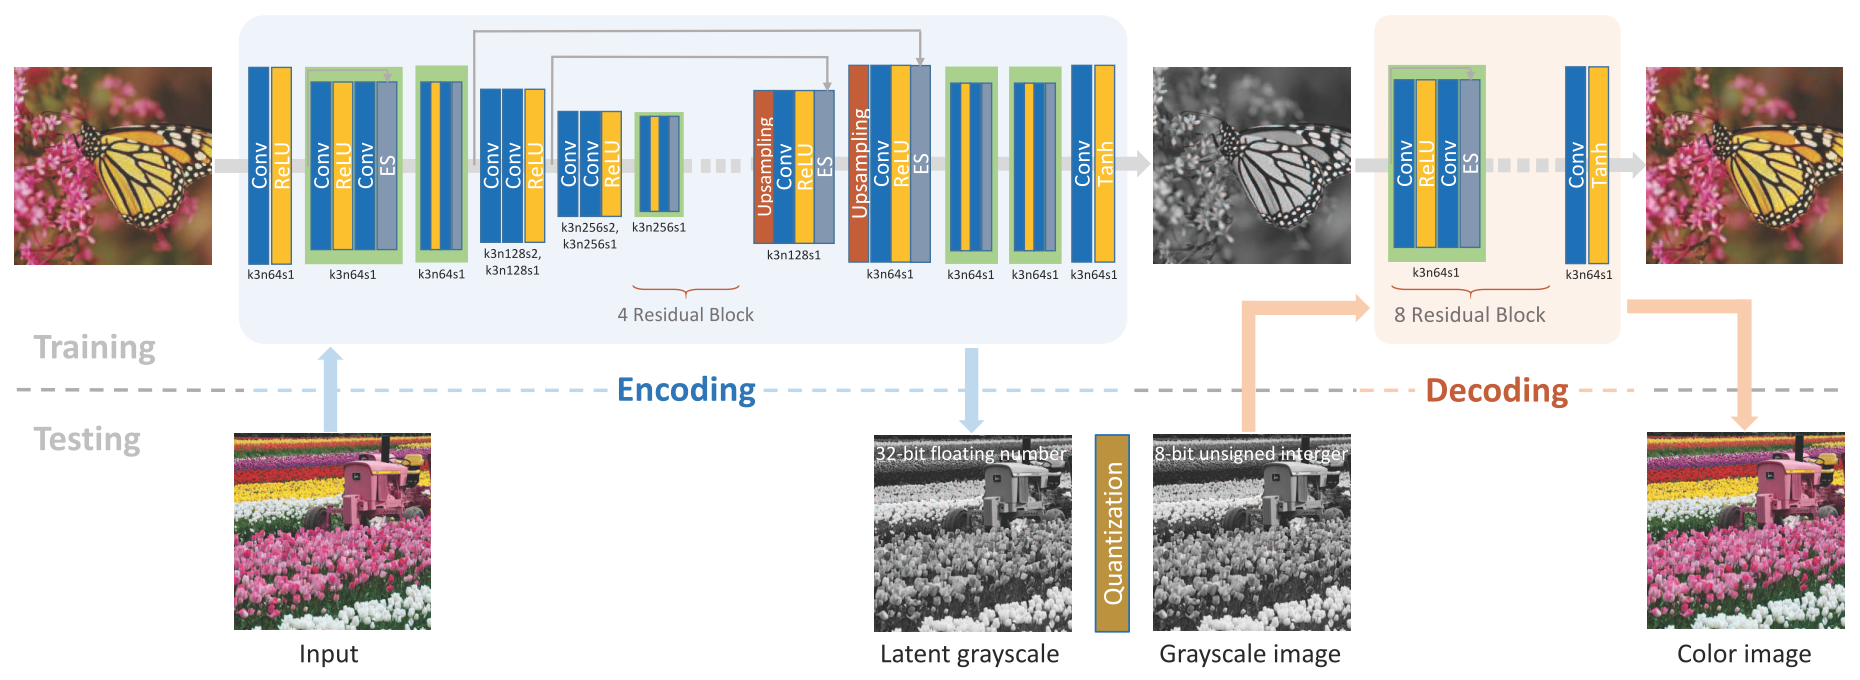 Conv
ReLU
k3n64s1
Conv
ReLU
Conv
ES
k3n64s1
k3n64s1
Conv
Conv
ReLU
k3n128s2,
k3n128s1
Conv
Conv
ReLU
k3n256s2,
k3n256s1
k3n256s1
4 Residual Block
Upsampling
Conv
ReLU
ES
k3n128s1
Upsampling
Conv
ReLU
ES
k3n64s1
k3n64s1
k3n64s1
Conv
Tanh
k3n64s1
Conv
ReLU
Conv
ES
k3n64s1
8 Residual Block
Conv
Tanh
k3n64s1
Training
Encoding
Decoding
Testing
32-bit floating number
Quantization
8-bit unsigned interger
Input
Latent grayscale
Grayscale image
Color image